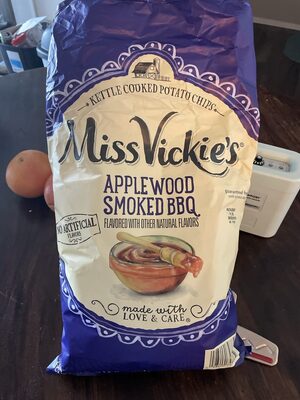 KETTLE COOKED POTATO CHIPS
Miss Vickie's®
APPLEWOOD
SMOKED BBQ
FLAVORED WITH OTHER NATURAL FLAVORS
NO ARTIFICIAL
FLAVORS
made with
LOVE & CARE